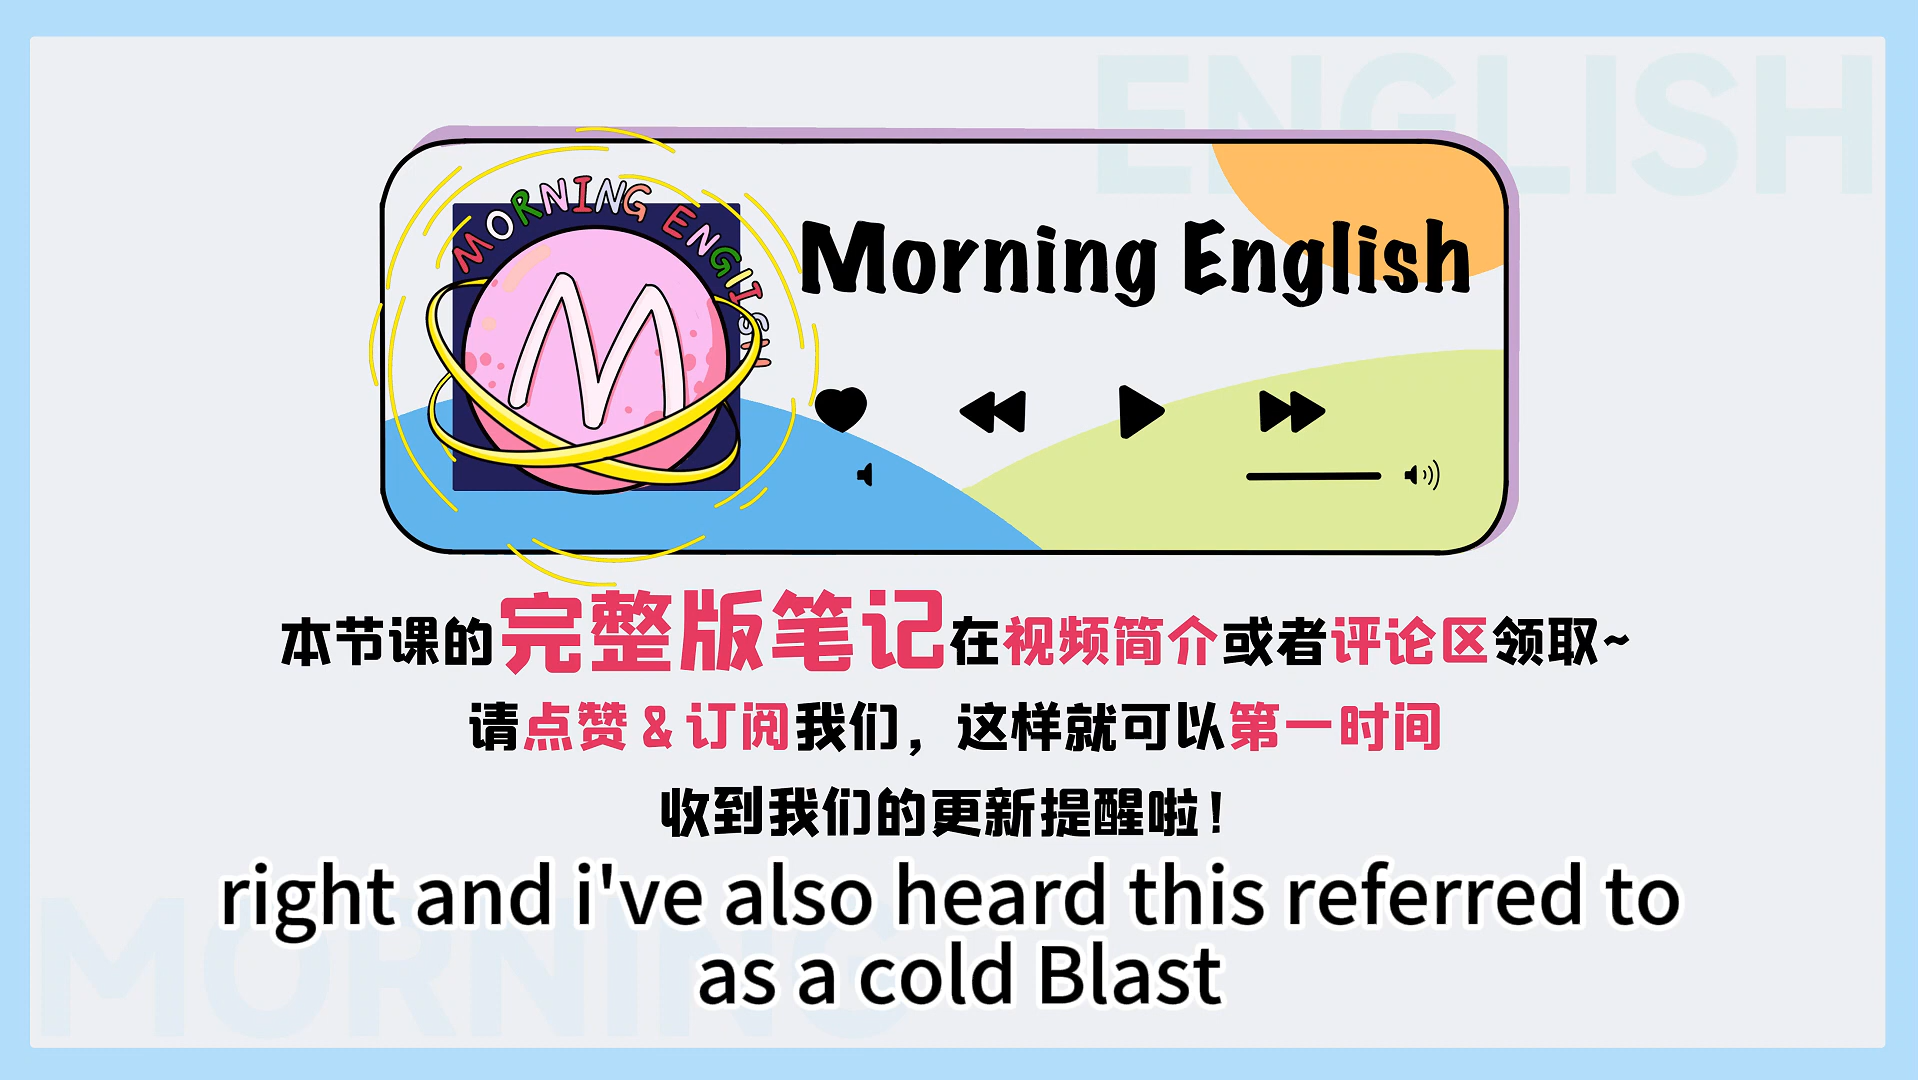 ENGLISH
MORNING ENGLISH
M
Morning English
本节课的完整版笔记在视频简介或者评论区领取~
请点赞&订阅我们，这样就可以第一时间
收到我们的更新提醒啦！
right and i've also heard this referred to
as a cold Blast
MORNING